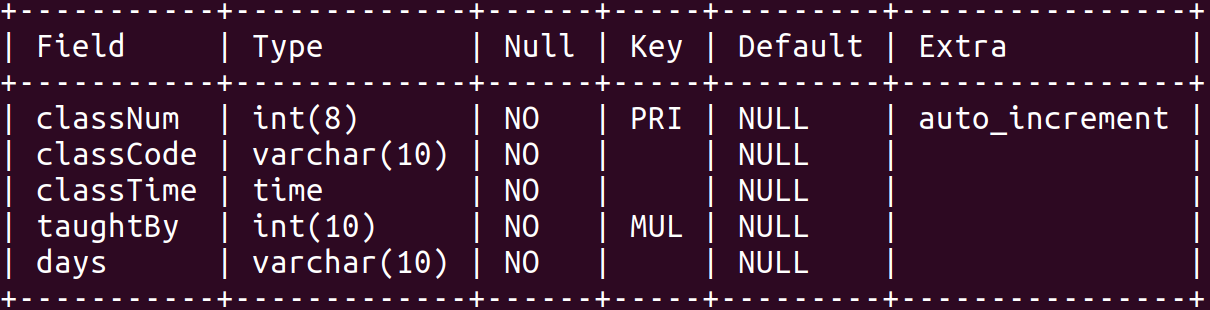 +-----------+-------------+------+-----+---------+----------------+
| Field     | Type        | Null | Key | Default | Extra          |
+-----------+-------------+------+-----+---------+----------------+
| classNum  | int(8)      | NO   | PRI | NULL    | auto_increment |
| classCode | varchar(10) | NO   |     | NULL    |                |
| classTime | time        | NO   |     | NULL    |                |
| taughtBy  | int(10)     | NO   | MUL | NULL    |                |
| days      | varchar(10) | NO   |     | NULL    |                |
+-----------+-------------+------+-----+---------+----------------+